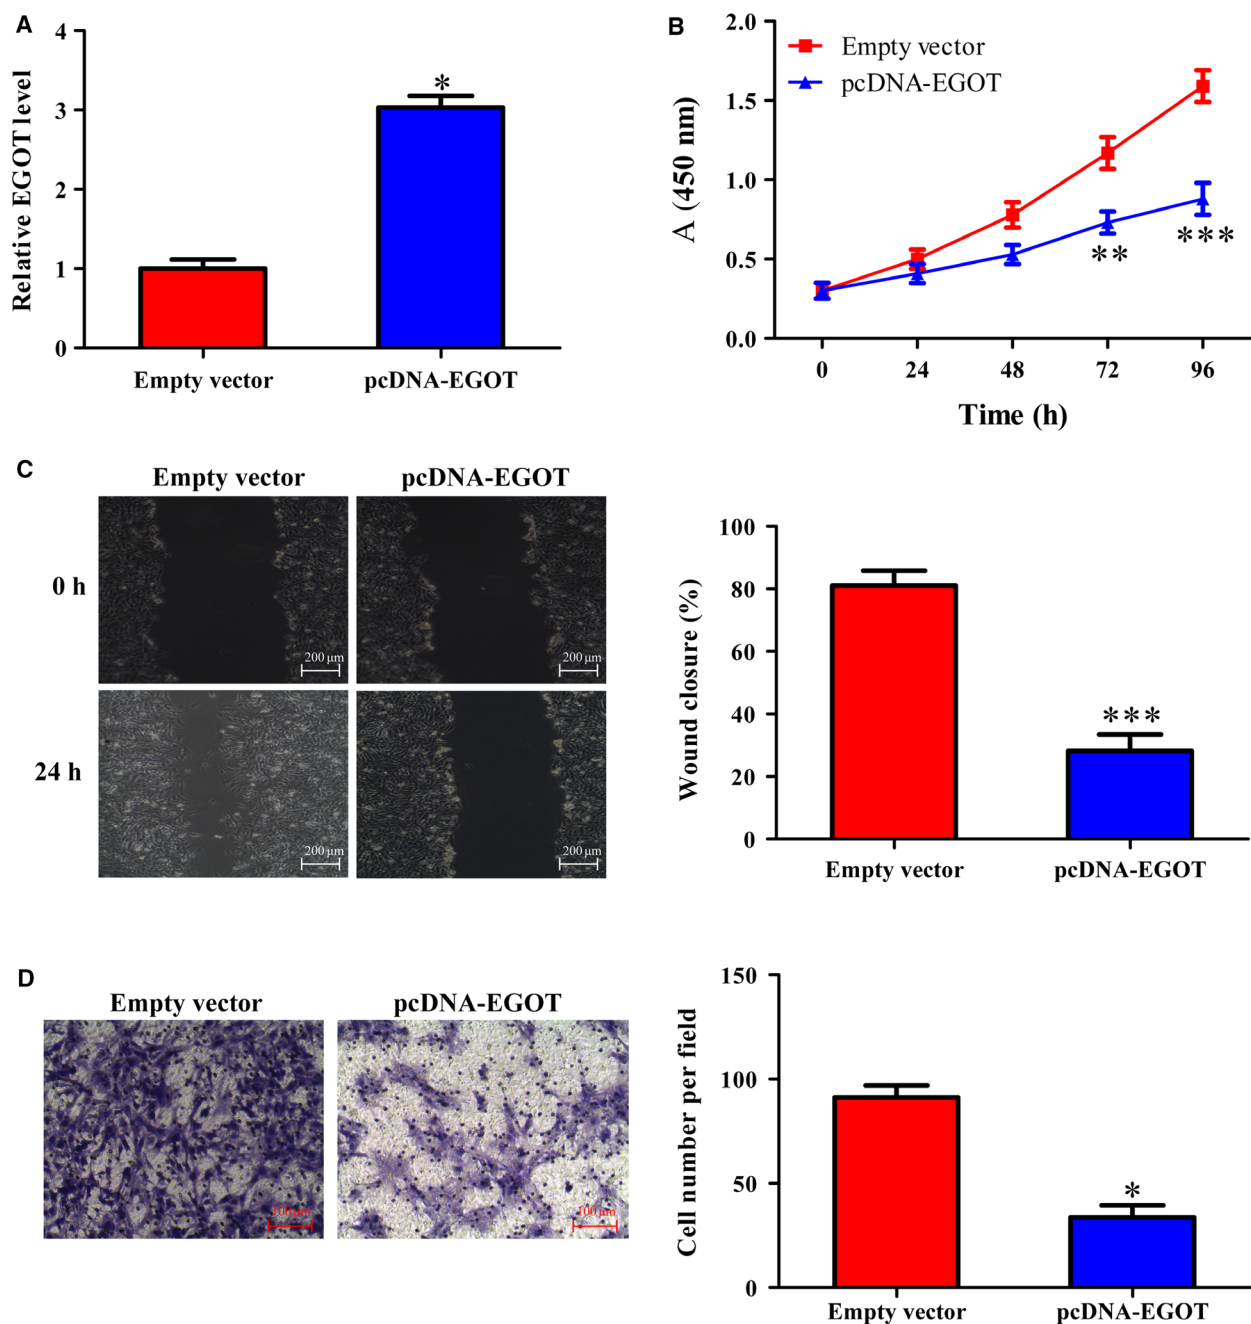 A
Relative EGOT level
4
3
2
1
0
*
Empty vector
pcDNA-EGOT
B
A (450 nm)
2.0
1.5
1.0
0.5
0.0
Empty vector
pcDNA-EGOT
**
***
0 24 48 72 96
Time (h)
C
Empty vector pcDNA-EGOT
0 h
200 μm 200 μm
24 h
200 μm 200 μm
Wound closure (%)
100
80
60
40
20
0
***
Empty vector pcDNA-EGOT
D
Empty vector pcDNA-EGOT
100 μm 100 μm
Cell number per field
150
100
50
0
*
Empty vector pcDNA-EGOT